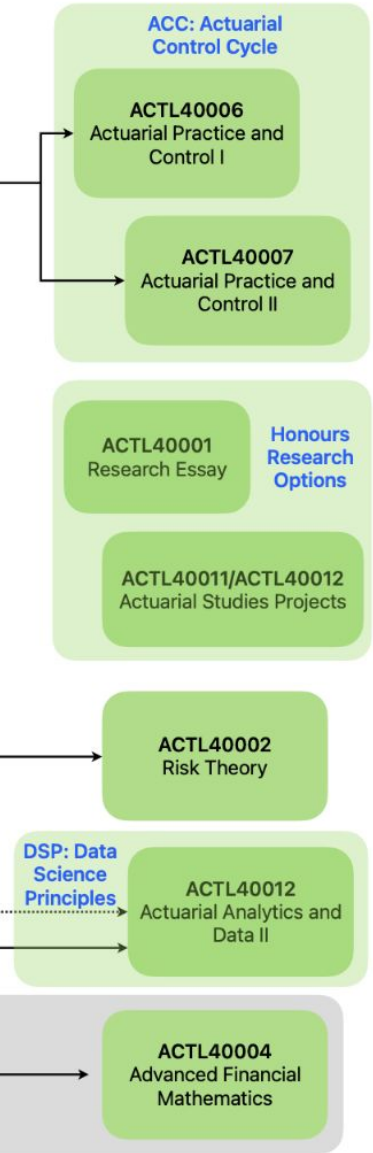 ACC: Actuarial
Control Cycle
ACTL40006
Actuarial Practice and
Control I
ACTL40007
Actuarial Practice and
Control II
ACTL40001
Research Essay
Honours
Research
Options
ACTL40011/ACTL40012
Actuarial Studies Projects
ACTL40002
Risk Theory
DSP: Data
Science
Principles
ACTL40012
Actuarial Analytics and
Data II
ACTL40004
Advanced Financial
Mathematics